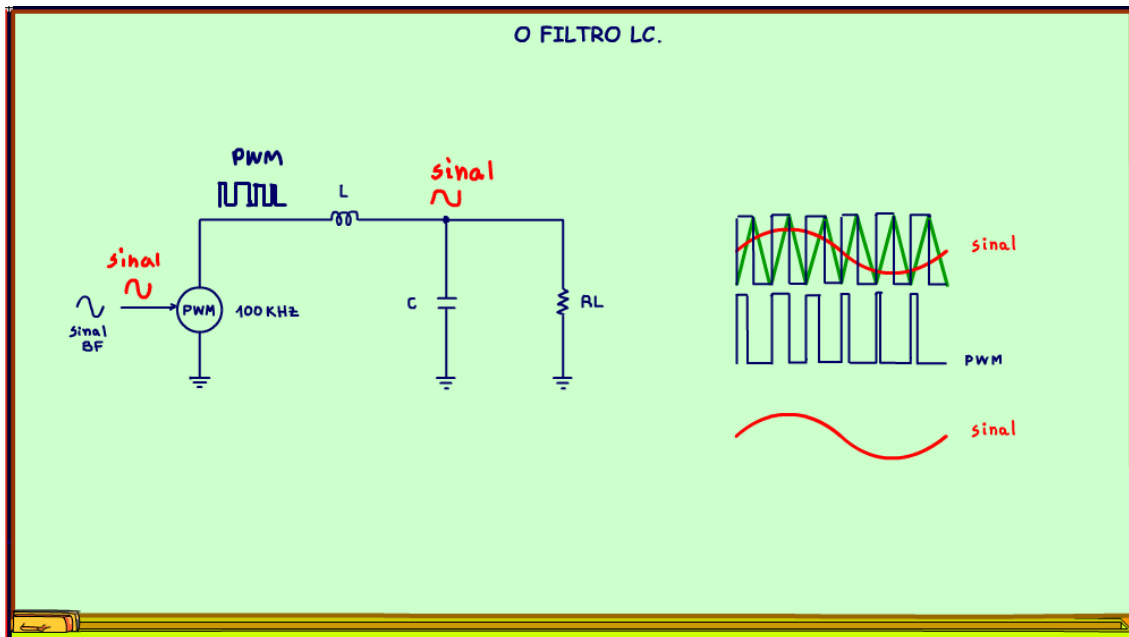 O FILTRO LC.
PWM
sinal
L
sinal
sinal
PWM
100 KHZ
C
RL
sinal
BF
PWM
sinal